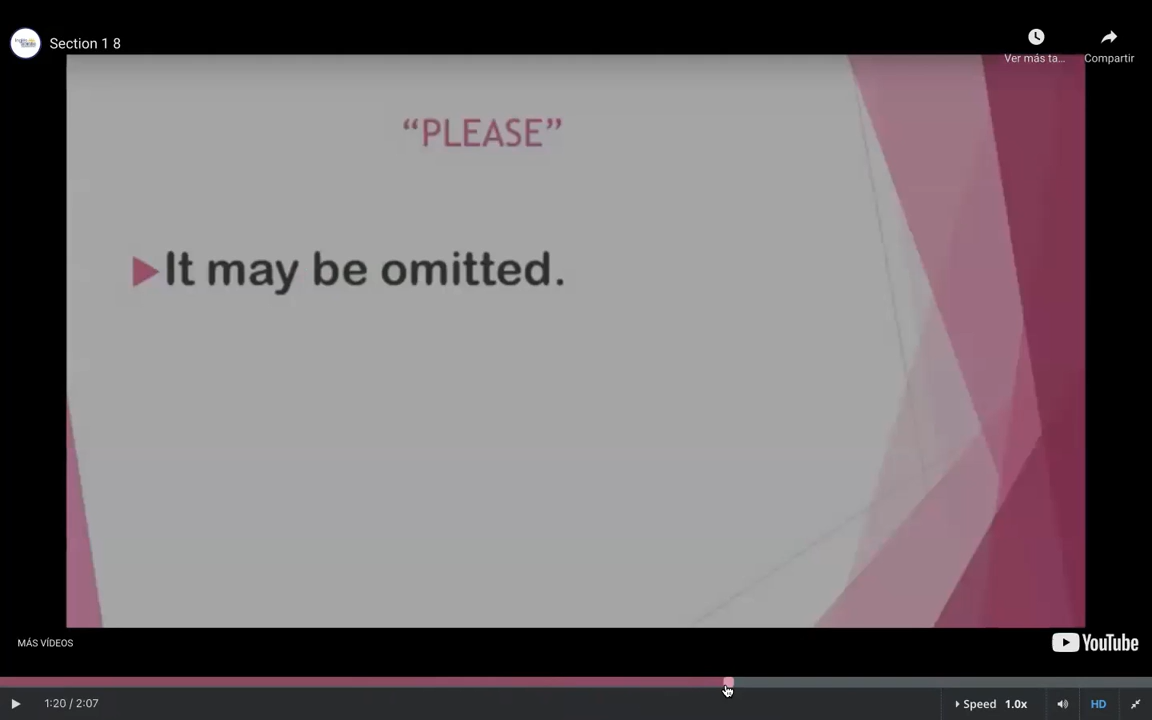 Section 1 8
Ver más ta...
Compartir
“PLEASE”
It may be omitted.
MÁS VÍDEOS
YouTube
1:20 / 2:07
Speed 1.0x
HD